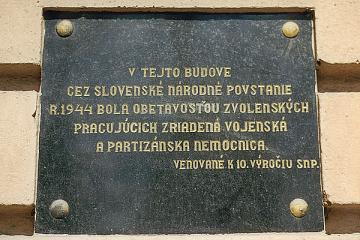 V TEJTO BUDOVE
CEZ SLOVENSKÉ NÁRODNÉ POVSTANIE
R.1944 BOLA OBETAVOSŤOU ZVOLENSKÝCH
PRACUJÚCICH ZRIADENÁ VOJENSKÁ
A PARTIZÁNSKA NEMOCNICA.
VENOVANÉ K 10. VÝROČIU SNP.